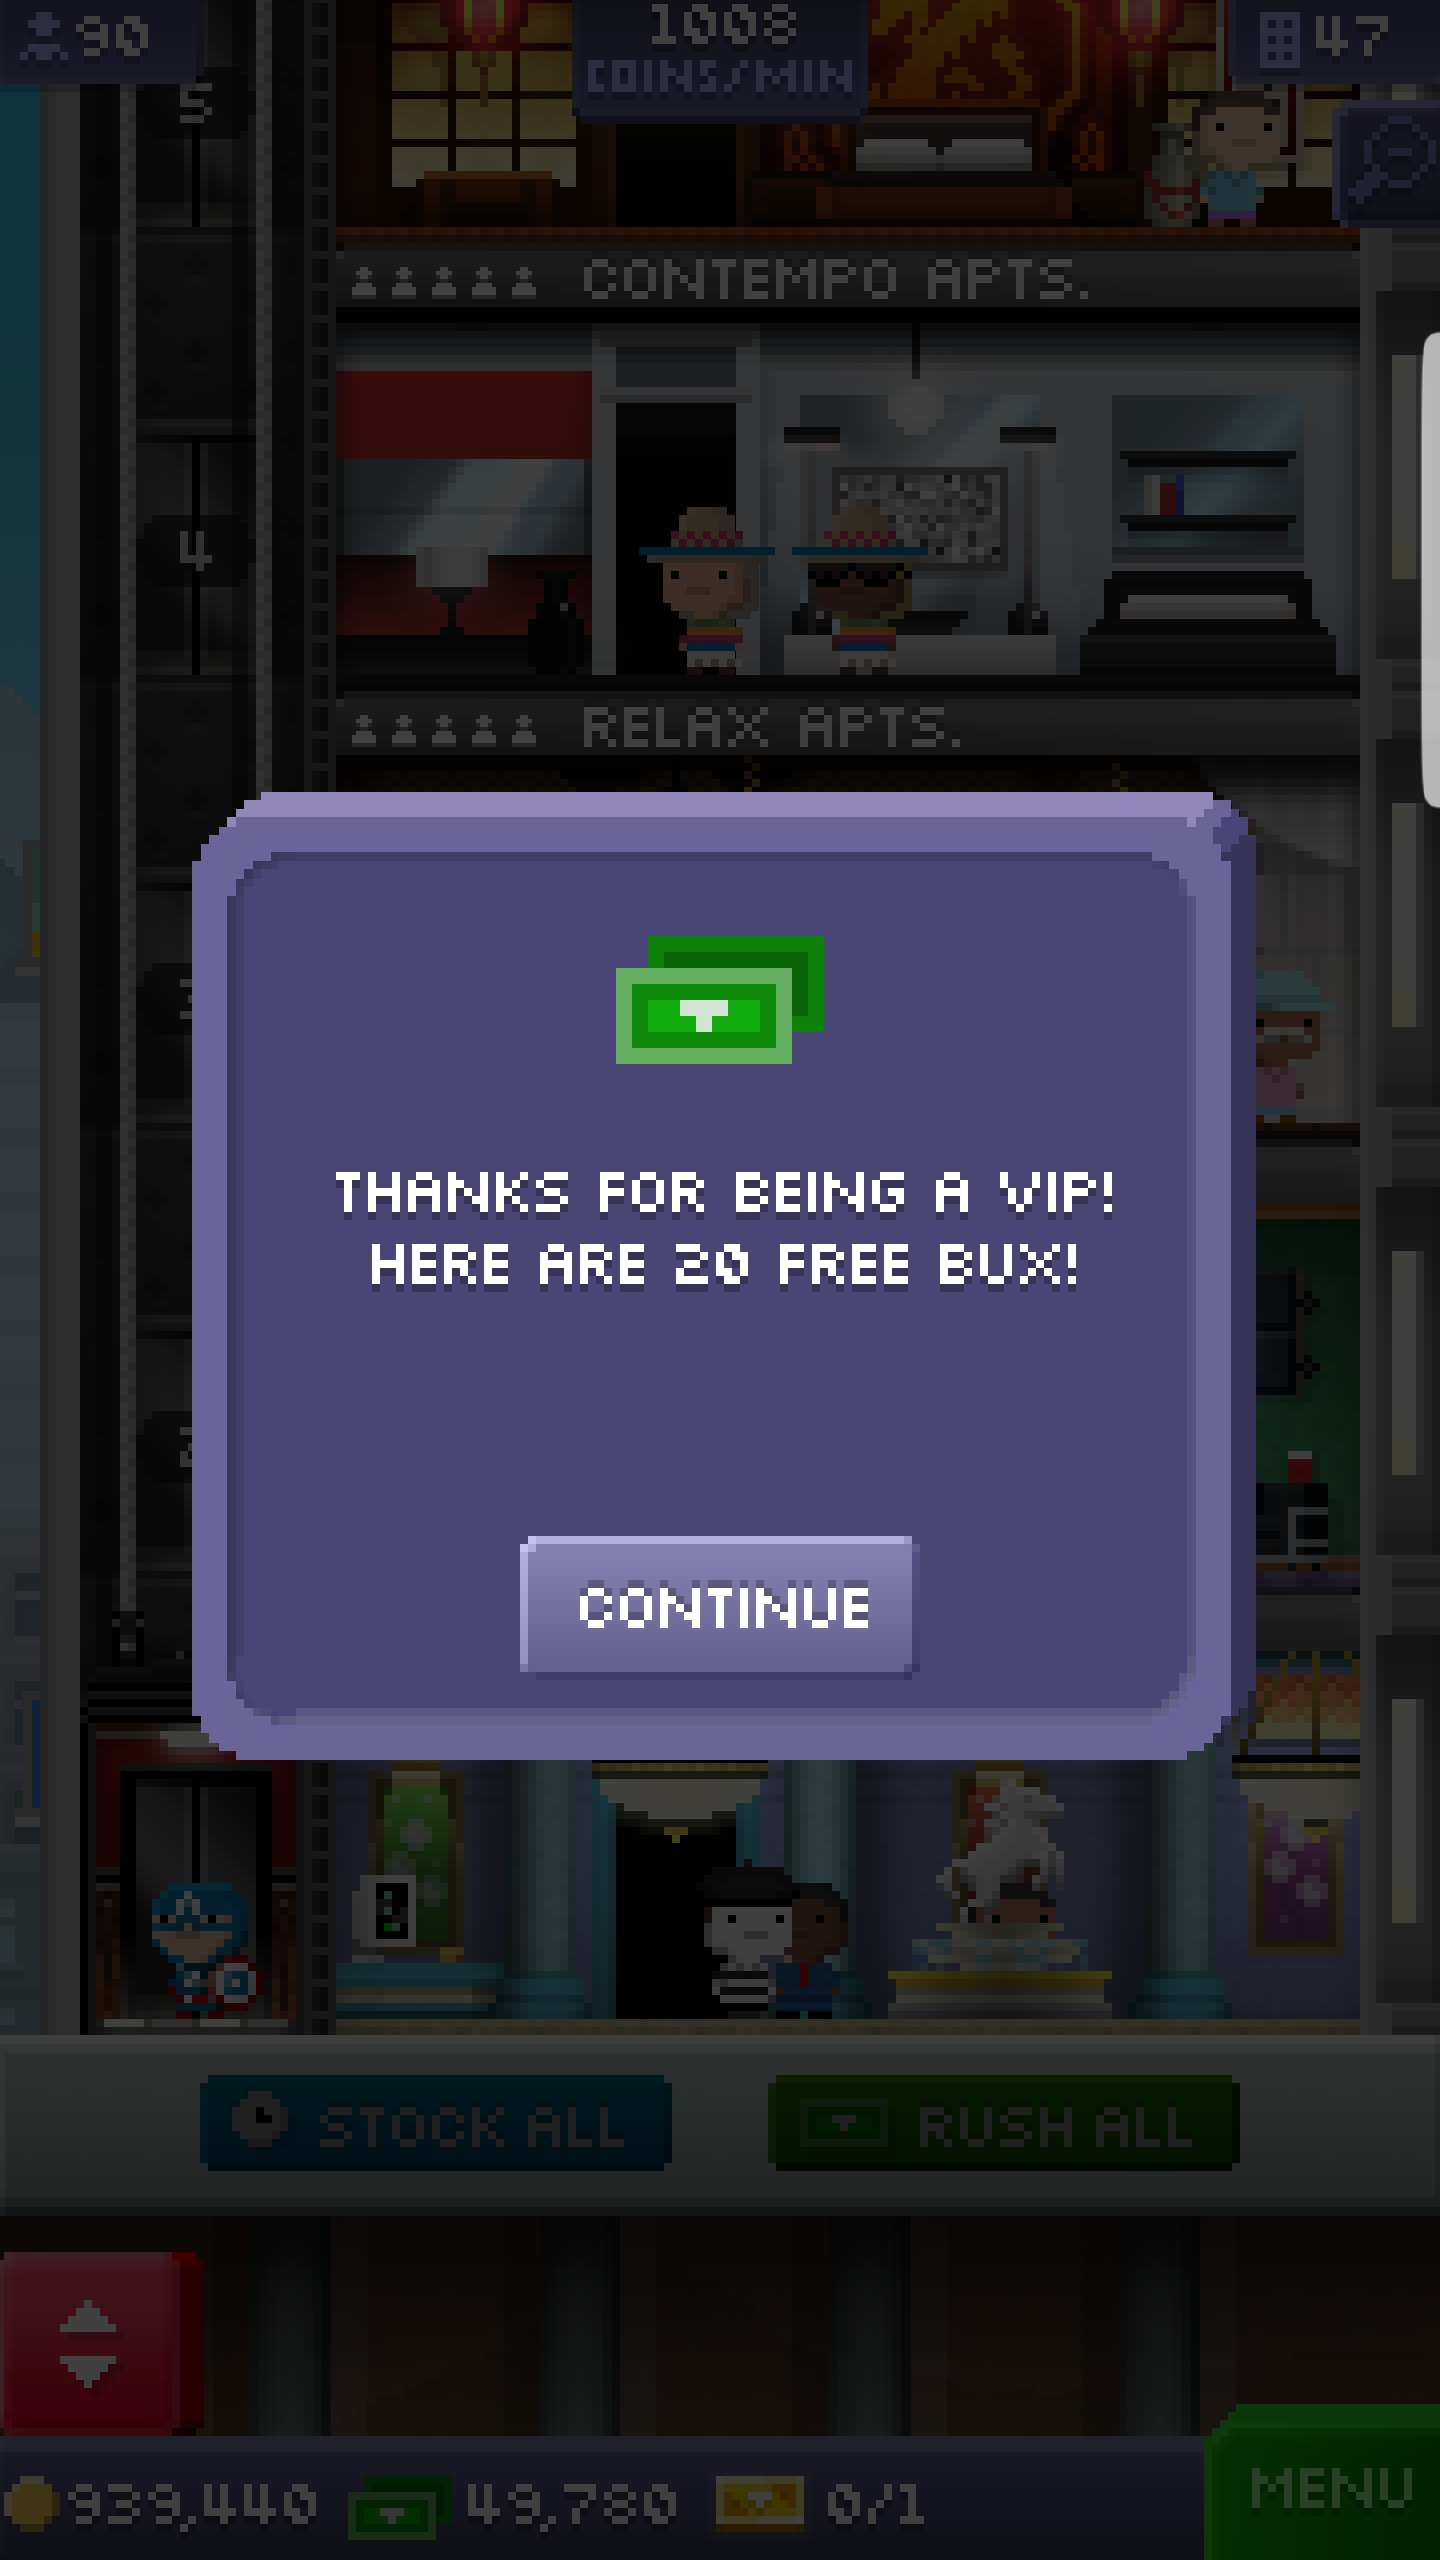 90
1008
COINS/MIN
47
5
CONTEMPO APTS.
4
RELAX APTS.
THANKS FOR BEING A VIP!
HERE ARE 20 FREE BUX!
CONTINUE
STOCK ALL
RUSH ALL
939,440
49,780
0/1
MENU